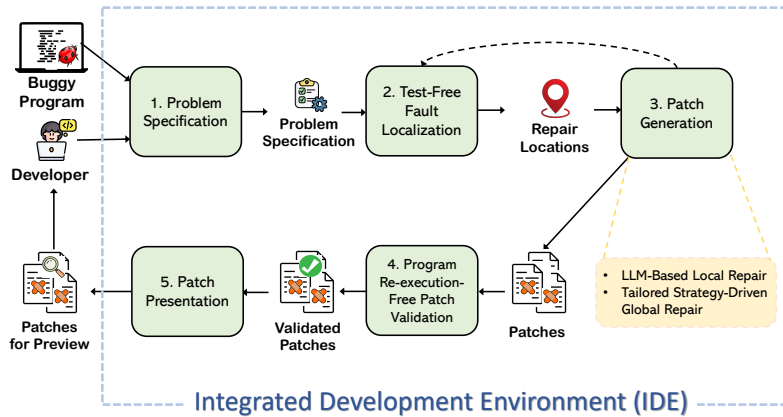 Buggy
Program
1. Problem
Specification
Problem
Specification
2. Test-Free
Fault
Localization
Repair
Locations
3. Patch
Generation
Developer
• LLM-Based Local Repair
• Tailored Strategy-Driven
Global Repair
Patches
4. Program
Re-execution-
Free Patch
Validation
Validated
Patches
5. Patch
Presentation
Patches
for Preview
Integrated Development Environment (IDE)